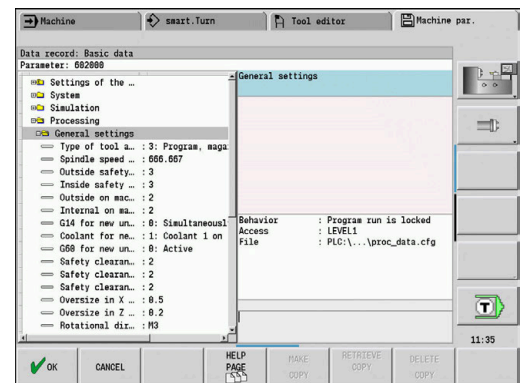 Machine
smart.Turn
Tool editor
Machine par.
Data record: Basic data
Parameter: 602000
Settings of the …
System
Simulation
Processing
General settings
Type of tool a… : 3: Program, maga
Spindle speed … : 666.667
Outside safety… : 3
Inside safety … : 3
Outside on mac… : 2
Internal on ma… : 2
G14 for new un… : 0: Simultaneousl
Coolant for ne… : 1: Coolant 1 on
G60 for new un… : 0: Active
Safety clearan… : 2
Safety clearan… : 2
Safety clearan… : 2
Oversize in X … : 0.5
Oversize in Z … : 0.2
Rotational dir… : M3
General settings
Behavior : Program run is locked
Access : LEVEL1
File : PLC:\...\proc_data.cfg
T
11:35
OK
CANCEL
HELP PAGE
MAKE COPY
RETRIEVE COPY
DELETE COPY